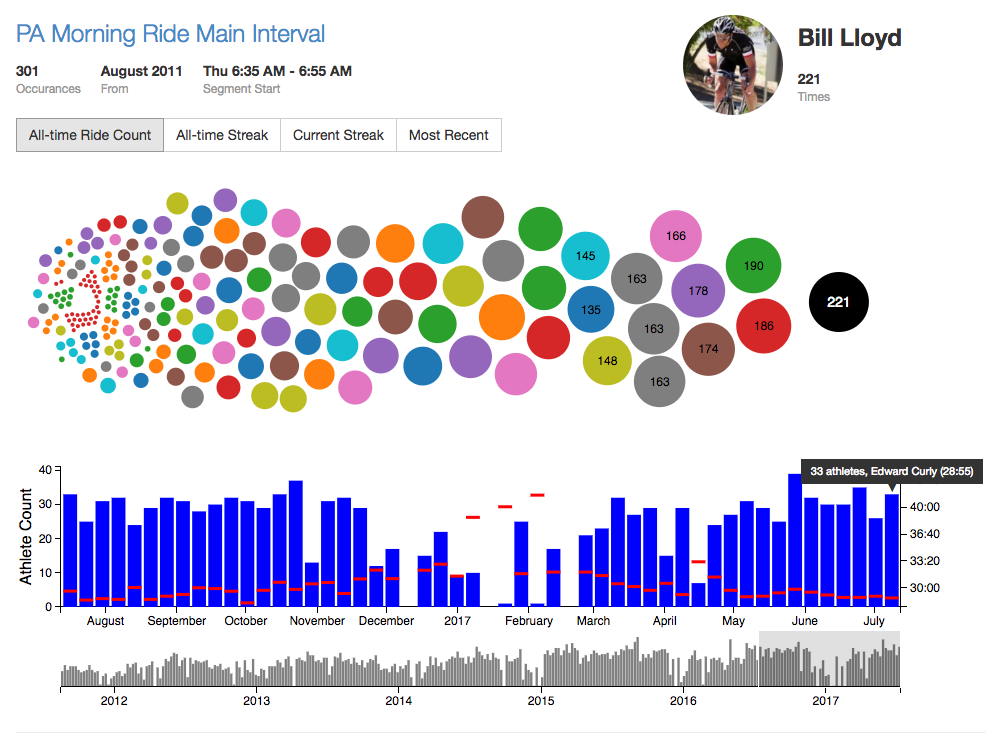 PA Morning Ride Main Interval
Bill Lloyd
301 August 2011 Thu 6:35 AM - 6:55 AM
Occurances From Segment Start
221
Times
All-time Ride Count All-time Streak Current Streak Most Recent
166
145
163
178
190
135
221
163
186
148
174
163
33 athletes, Edward Curly (28:55)
Athlete Count
40
30
20
10
0
40:00
36:40
33:20
30:00
August September October November December 2017 February March April May June July
2012 2013 2014 2015 2016 2017